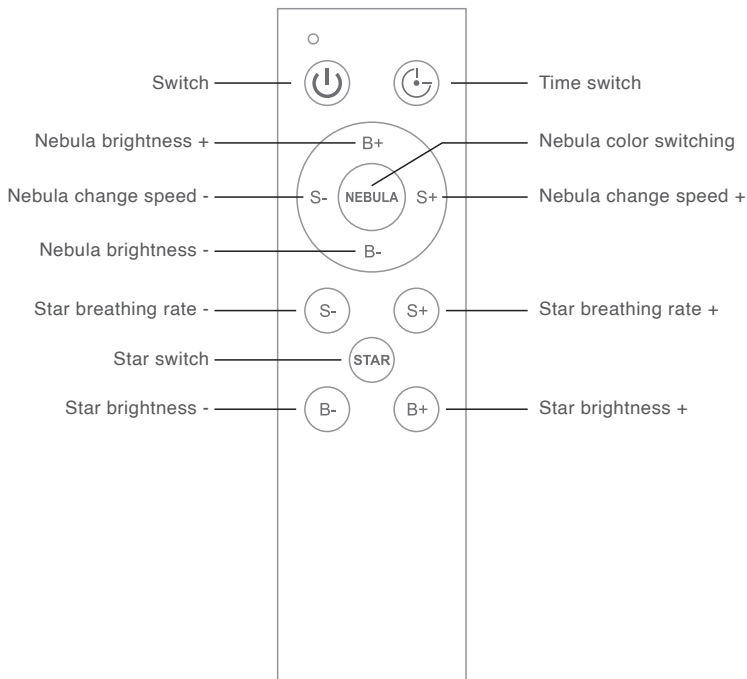 Switch
Time switch
Nebula brightness +
B+
Nebula color switching
Nebula change speed -
S-
NEBULA
S+
Nebula change speed +
Nebula brightness -
B-
Star breathing rate -
S-
S+
Star breathing rate +
Star switch
STAR
Star brightness -
B-
B+
Star brightness +